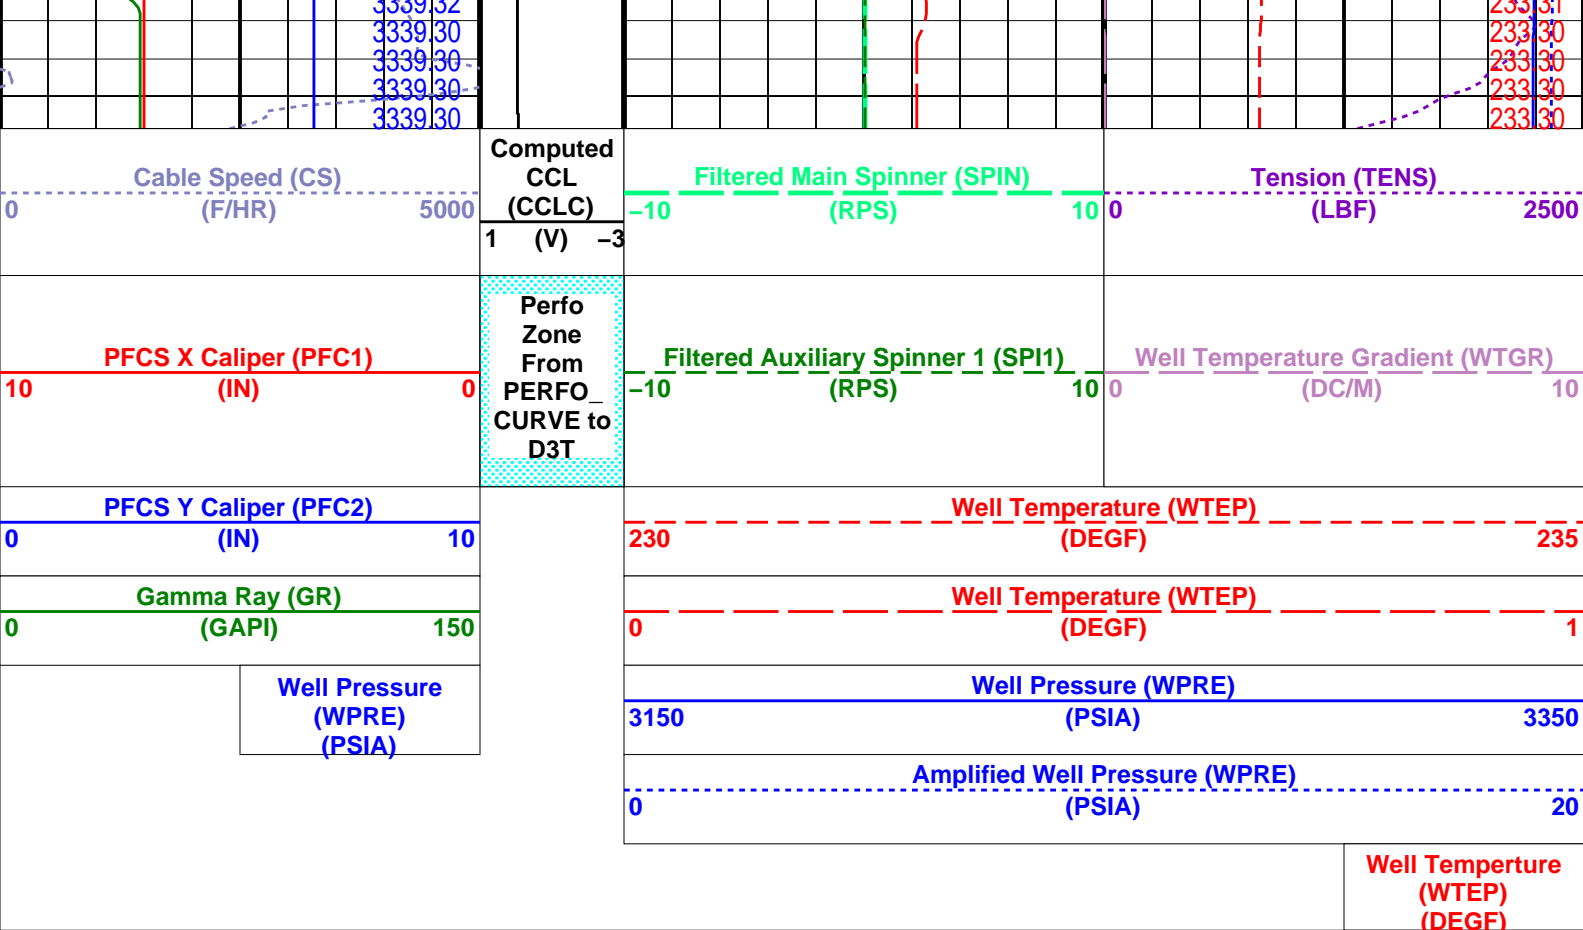 3339.32
3339.30
3339.30
3339.30
3339.30
233.31
233.30
233.30
233.30
233.30
Cable Speed (CS)
0 (F/HR) 5000
Computed
CCL
(CCLC)
1 (V) −3
Filtered Main Spinner (SPIN)
−10 (RPS) 10
Tension (TENS)
0 (LBF) 2500
PFCS X Caliper (PFC1)
10 (IN) 0
Perfo
Zone
From
PERFO_
CURVE to
D3T
Filtered Auxiliary Spinner 1 (SPI1)
−10 (RPS) 10
Well Temperature Gradient (WTGR)
0 (DC/M) 10
PFCS Y Caliper (PFC2)
0 (IN) 10
Well Temperature (WTEP)
230 (DEGF) 235
Gamma Ray (GR)
0 (GAPI) 150
Well Temperature (WTEP)
0 (DEGF) 1
Well Pressure
(WPRE)
(PSIA)
Well Pressure (WPRE)
3150 (PSIA) 3350
Amplified Well Pressure (WPRE)
0 (PSIA) 20
Well Temperture
(WTEP)
(DEGF)